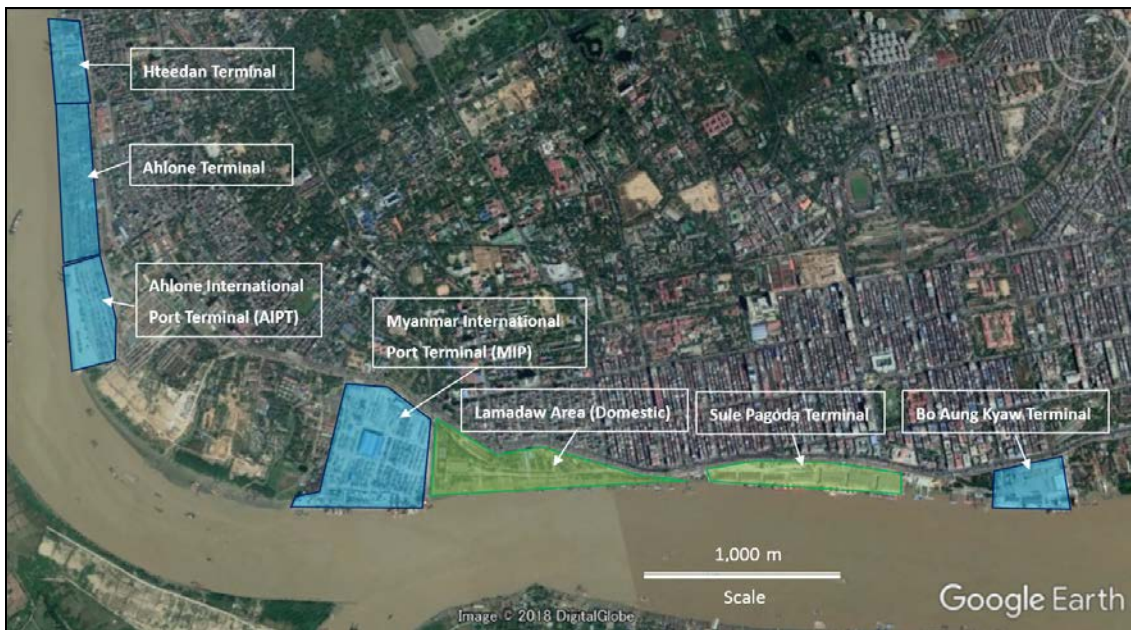 Hteedan Terminal
Ahlone Terminal
Ahlone International
Port Terminal (AIPT)
Myanmar International
Port Terminal (MIP)
Lamadaw Area (Domestic)
Sule Pagoda Terminal
Bo Aung Kyaw Terminal
1,000 m
Scale
Image © 2018 DigitalGlobe
Google Earth